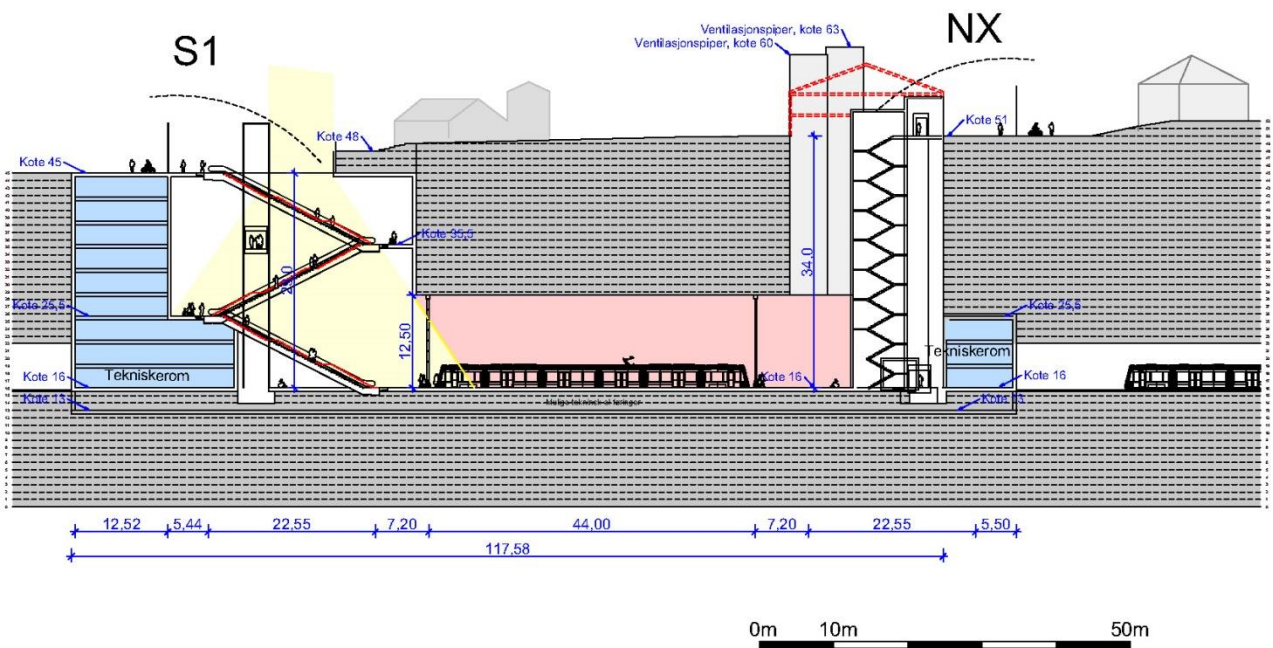 Ventilasjonspiper, kote 63
Ventilasjonspiper, kote 60
S1
NX
Kote 48
Kote 51
Kote 45
Kote 35,5
34,0
Kote 25,5
Kote 25,5
12,50
Tekniskerom
Tekniskerom
Kote 16
Kote 16
Kote 16
Kote 13
Kote 13
12,52
5,44
22,55
7,20
44,00
7,20
22,55
5,50
117,58
0m
10m
50m